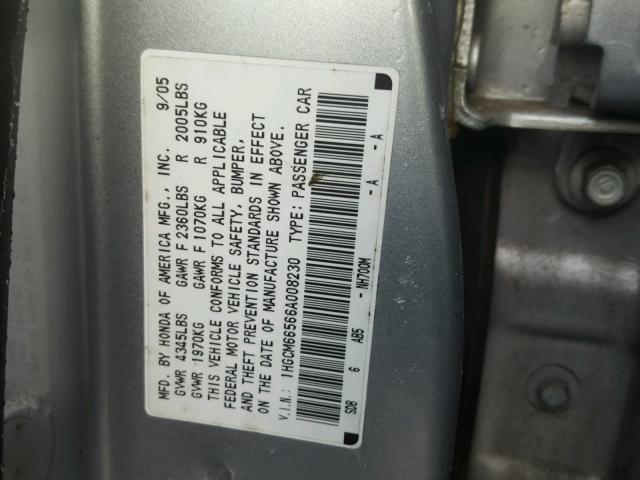 MFD. BY HONDA OF AMERICA MFG., INC. 9/05
GVWR 4345LBS GAWR F 2360LBS R 2005LBS
GVWR 1970KG GAWR F 1070KG R 910KG
THIS VEHICLE CONFORMS TO ALL APPLICABLE
FEDERAL MOTOR VEHICLE SAFETY, BUMPER,
AND THEFT PREVENTION STANDARDS IN EFFECT
ON THE DATE OF MANUFACTURE SHOWN ABOVE.
V.I.N.: 1HGCM66566A008230 TYPE: PASSENGER CAR
SDB 6 AB5 - NH700M - A - A